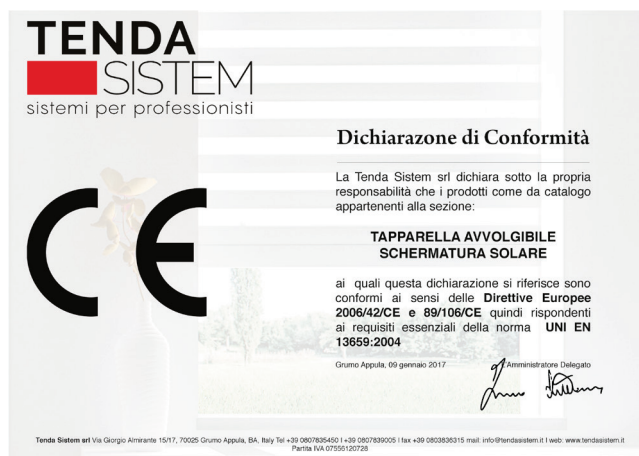 TENDA
SISTEM
sistemi per professionisti
Dichiarazone di Conformità
La Tenda Sistem srl dichiara sotto la propria
responsabilità che i prodotti come da catalogo
appartenenti alla sezione:
TAPPARELLA AVVOLGIBILE
SCHERMATURA SOLARE
ai quali questa dichiarazione si riferisce sono
conformi ai sensi delle Direttive Europee
2006/42/CE e 89/106/CE quindi rispondenti
ai requisiti essenziali della norma UNI EN
13659:2004
CE
Grumo Appula, 09 gennaio 2017
L'Amministratore Delegato
Tenda Sistem srl Via Giorgio Almirante 15/17, 70025 Grumo Appula, BA, Italy Tel +39 0807835450 I +39 0807839005 I fax +39 0803836315 mail: info@tendasistem.it I web: www.tendasistem.it
Partita IVA 07556120728